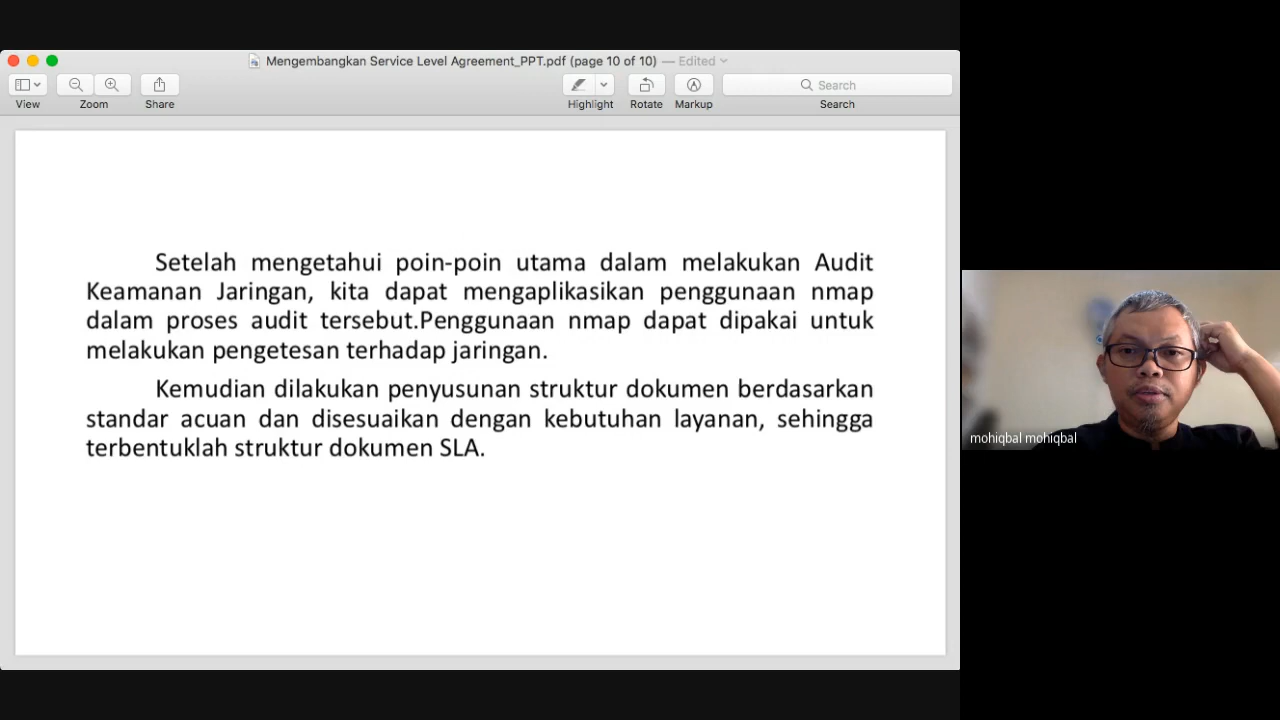 Mengembangkan Service Level Agreement_PPT.pdf (page 10 of 10) — Edited
View
Zoom
Share
Highlight
Rotate
Markup
Search
Search
Setelah mengetahui poin-poin utama dalam melakukan Audit
Keamanan Jaringan, kita dapat mengaplikasikan penggunaan nmap
dalam proses audit tersebut.Penggunaan nmap dapat dipakai untuk
melakukan pengetesan terhadap jaringan.
Kemudian dilakukan penyusunan struktur dokumen berdasarkan
standar acuan dan disesuaikan dengan kebutuhan layanan, sehingga
terbentuklah struktur dokumen SLA.
mohiqbal mohiqbal